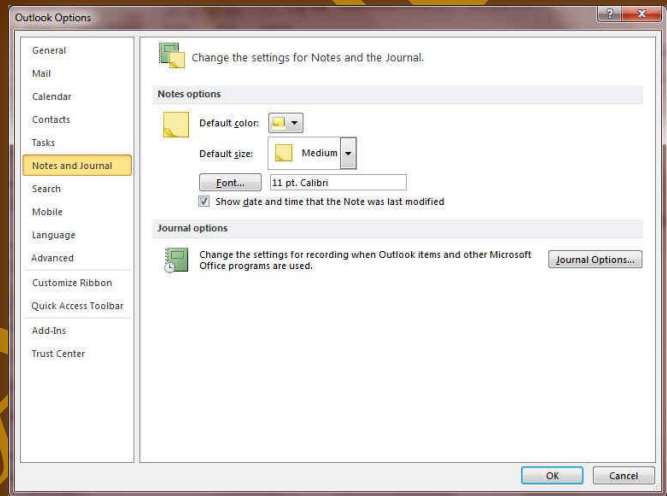 Outlook Options
General
Mail
Calendar
Contacts
Tasks
Notes and Journal
Search
Mobile
Language
Advanced
Customize Ribbon
Quick Access Toolbar
Add-Ins
Trust Center
Change the settings for Notes and the Journal.
Notes options
Default color:
Default size:
Medium
Font...
11 pt. Calibri
Show date and time that the Note was last modified
Journal options
Change the settings for recording when Outlook items and other Microsoft
Office programs are used.
Journal Options...
OK
Cancel